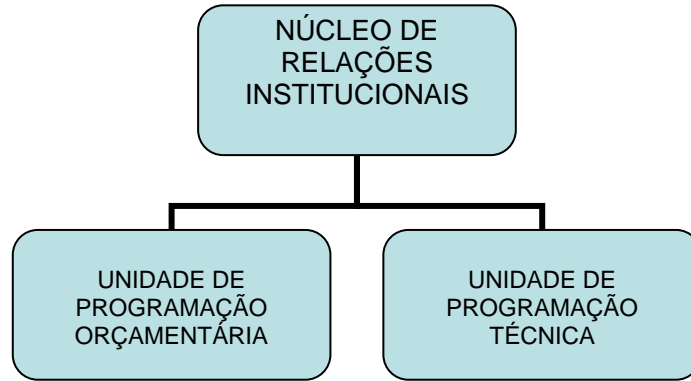 NÚCLEO DE
RELAÇÕES
INSTITUCIONAIS
UNIDADE DE
PROGRAMAÇÃO
ORÇAMENTÁRIA
UNIDADE DE
PROGRAMAÇÃO
TÉCNICA